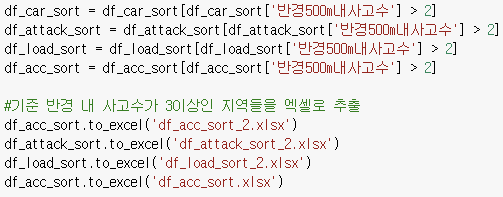 df_car_sort = df_car_sort[df_car_sort['반경500m내사고수'] > 2]
df_attack_sort = df_attack_sort[df_attack_sort['반경500m내사고수'] > 2]
df_load_sort = df_load_sort[df_load_sort['반경500m내사고수'] > 2]
df_acc_sort = df_acc_sort[df_acc_sort['반경500m내사고수'] > 2]
#기준 반경 내 사고수가 3이상인 지역들을 엑셀로 추출
df_acc_sort.to_excel('df_acc_sort_2.xlsx')
df_attack_sort.to_excel('df_attack_sort_2.xlsx')
df_load_sort.to_excel('df_load_sort_2.xlsx')
df_acc_sort.to_excel('df_acc_sort.xlsx')